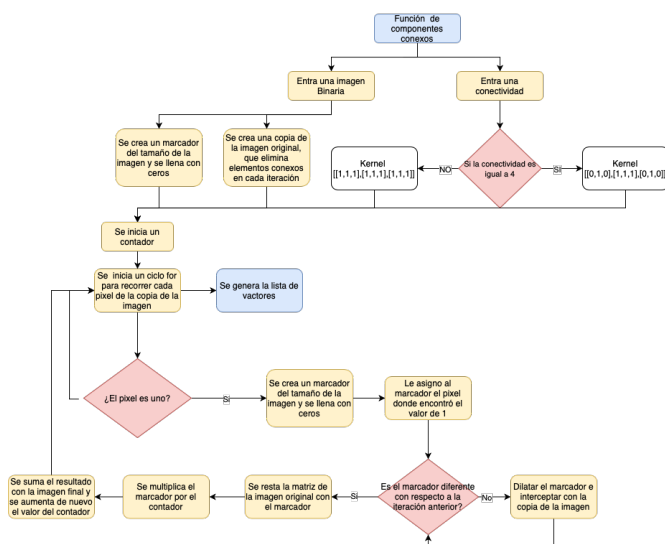 Función de
componentes
conexos
Entra una imagen
Binaria
Entra una
conectividad
Se crea un marcador
del tamaño de la
imagen y se llena con
ceros
Se crea una copia de
la imagen original,
que elimina
elementos conexos
en cada iteración
Kernel
[[1,1,1],[1,1,1],[1,1,1]]
NO
Si la conectividad es
igual a 4
SI
Kernel
[[0,1,0],[1,1,1],[0,1,0]]
Se inicia un
contador
Se inicia un ciclo for
para recorrer cada
pixel de la copia de la
imagen
Se genera la lista de
vactores
¿El pixel es uno?
Si
Se crea un marcador
del tamaño de la
imagen y se llena con
ceros
Le asigno al
marcador el pixel
donde encontró el
valor de 1
Se suma el resultado
con la imagen final y
se aumenta de nuevo
el valor del contador
Se multiplica el
marcador por el
contador
Se resta la matriz de
la imagen original con
el marcador
Si
Es el marcador diferente
con respecto a la
iteración anterior?
No
Dilatar el marcador e
interceptar con la
copia de la imagen